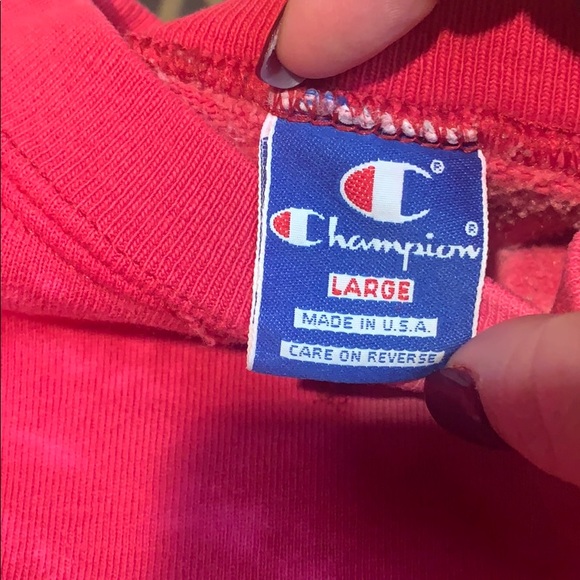 C®
Champion®
LARGE
MADE IN U.S.A.
CARE ON REVERSE